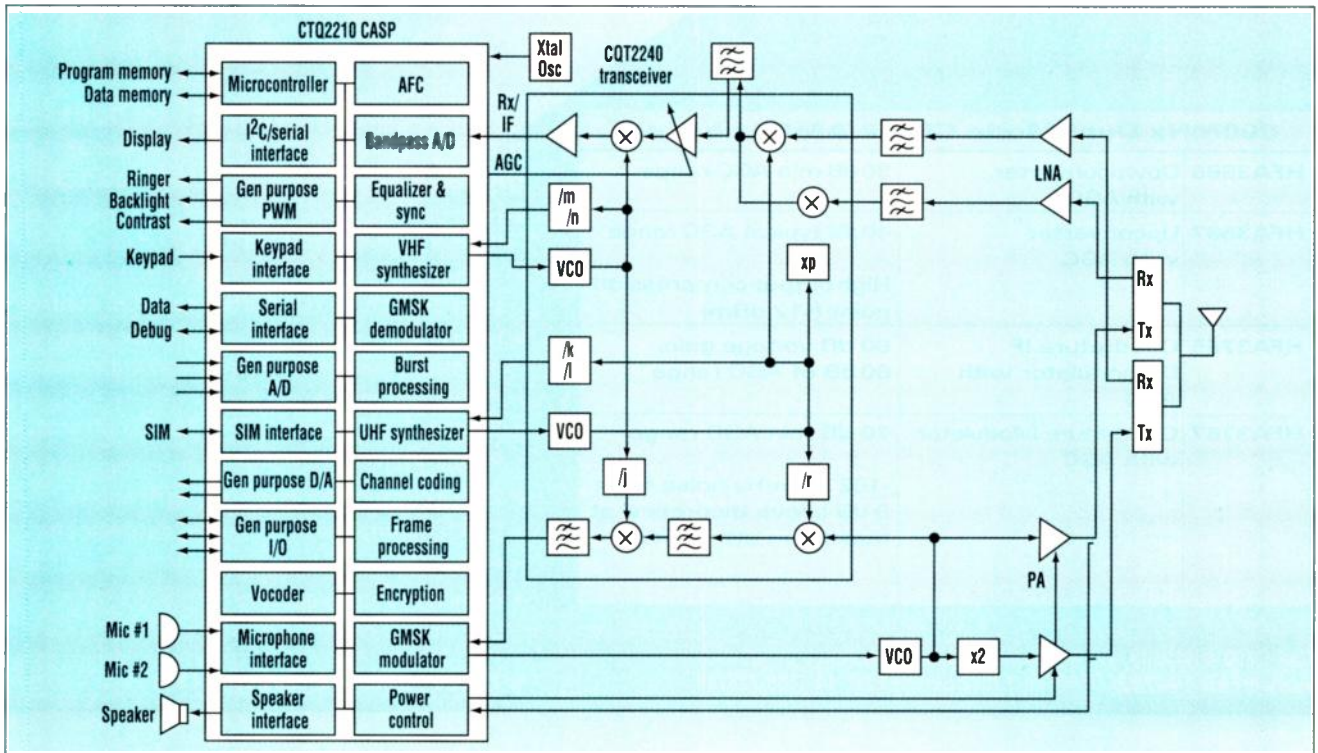 CTQ2210 CASP
Program memory
Data memory
Display
Ringer
Backlight
Contrast
Keypad
Data
Debug
SIM
Mic #1
Mic #2
Speaker
Microcontroller
AFC
I2C/serial
interface
Bandpass A/D
Gen purpose
PWM
Equalizer &
sync
Keypad
interface
VHF
synthesizer
Serial
interface
GMSK
demodulator
Gen purpose
A/D
Burst
processing
SIM interface
UHF synthesizer
Gen purpose D/A
Channel coding
Gen purpose
I/O
Frame
processing
Vocoder
Encryption
Microphone
interface
GMSK
modulator
Speaker
interface
Power
control
Xtal
Osc
CQT2240
transceiver
Rx/
IF
AGC
/m
/n
VCO
/k
/l
VCO
/j
xp
/r
LNA
Rx
Tx
Rx
Tx
PA
VCO
x2